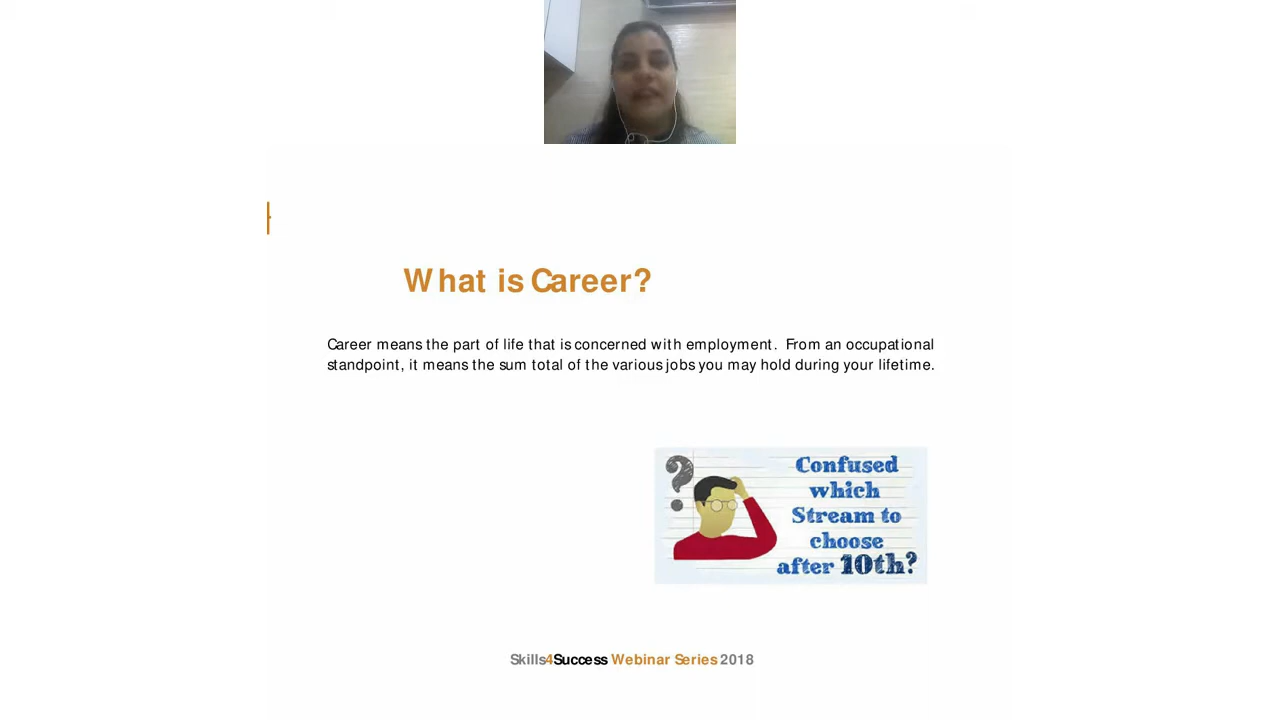 What is Career?
Career means the part of life that is concerned with employment. From an occupational
standpoint, it means the sum total of the various jobs you may hold during your lifetime.
?
Confused
which
Stream to
choose
after 10th?
Skills4Success Webinar Series 2018